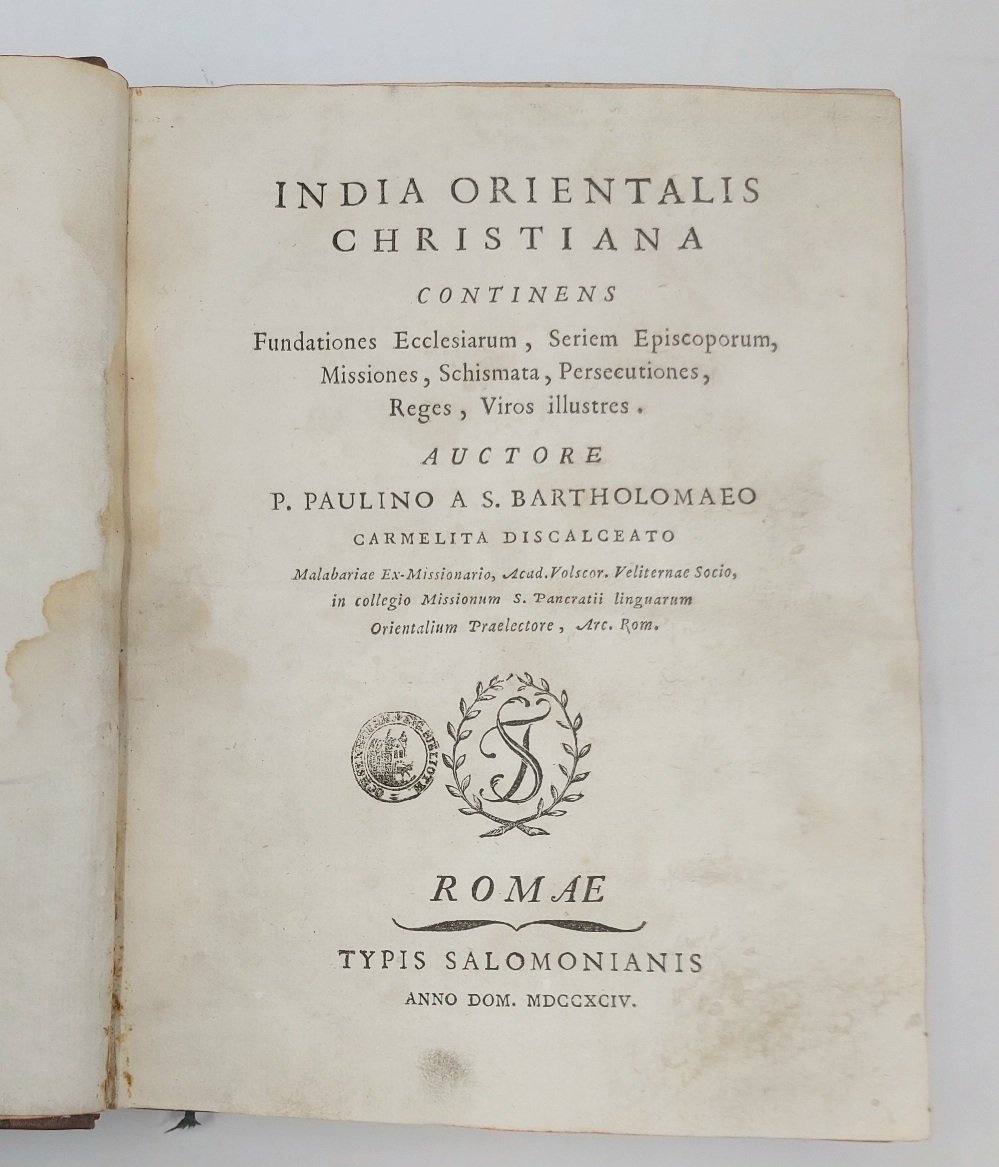 INDIA ORIENTALIS
CHRISTIANA
CONTINENS
Fundationes Ecclesiarum, Seriem Episcoporum,
Missiones, Schismata, Persecutiones,
Reges, Viros illustres.
AUCTORE
P. PAULINO A S. BARTHOLOMAEO
CARMELITA DISCALCEATO
Malabariae Ex-Missionario, Acad. Volscor. Veliternae Socio,
in collegio Missionum S. Pancratii linguarum
Orientalium Praelectore, Arc. Rom.
ROMAE
TYPIS SALOMONIANIS
ANNO DOM. MDCCXCIV.